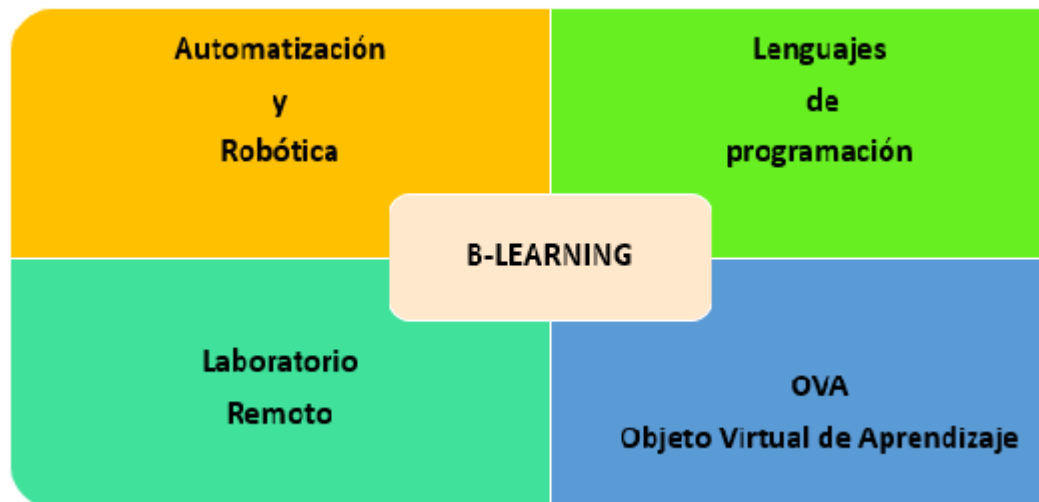 Automatización
y
Robótica
Lenguajes
de
programación
B-LEARNING
Laboratorio
Remoto
OVA
Objeto Virtual de Aprendizaje